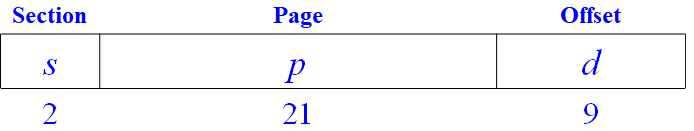 Section Page Offset
s p d
2 21 9